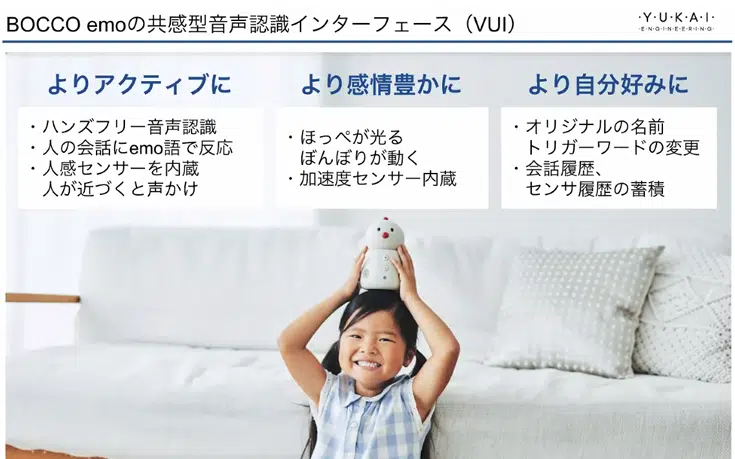 BOCCO emoの共感型音声認識インターフェース（VUI）
·Y·U·K·A·I·
·ENGINEERING·
よりアクティブに
・ハンズフリー音声認識
・人の会話にemo語で反応
・人感センサーを内蔵
人が近づくと声かけ
より感情豊かに
・ほっぺが光る
ぼんぼりが動く
・加速度センサー内蔵
より自分好みに
・オリジナルの名前
トリガーワードの変更
・会話履歴、
センサ履歴の蓄積